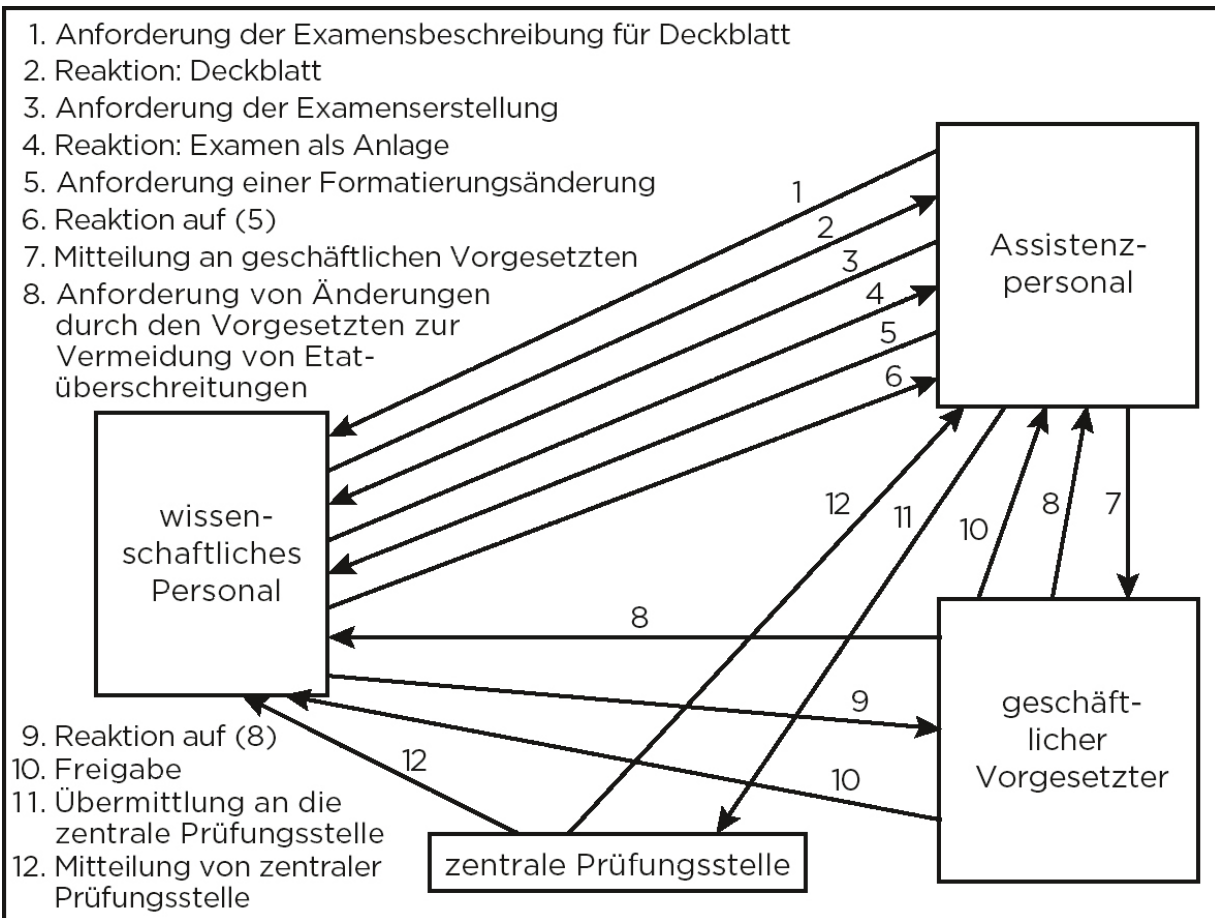 1. Anforderung der Examensbeschreibung für Deckblatt
2. Reaktion: Deckblatt
3. Anforderung der Examenserstellung
4. Reaktion: Examen als Anlage
5. Anforderung einer Formatierungsänderung
6. Reaktion auf (5)
7. Mitteilung an geschäftlichen Vorgesetzten
8. Anforderung von Änderungen
durch den Vorgesetzten zur
Vermeidung von Etat-
überschreitungen
1
2
3
4
5
6
Assistenz-
personal
wissen-
schaftliches
Personal
12
11
10
8
7
8
9
10
12
geschäft-
licher
Vorgesetzter
9. Reaktion auf (8)
10. Freigabe
11. Übermittlung an die
zentrale Prüfungsstelle
12. Mitteilung von zentraler
Prüfungsstelle
zentrale Prüfungsstelle